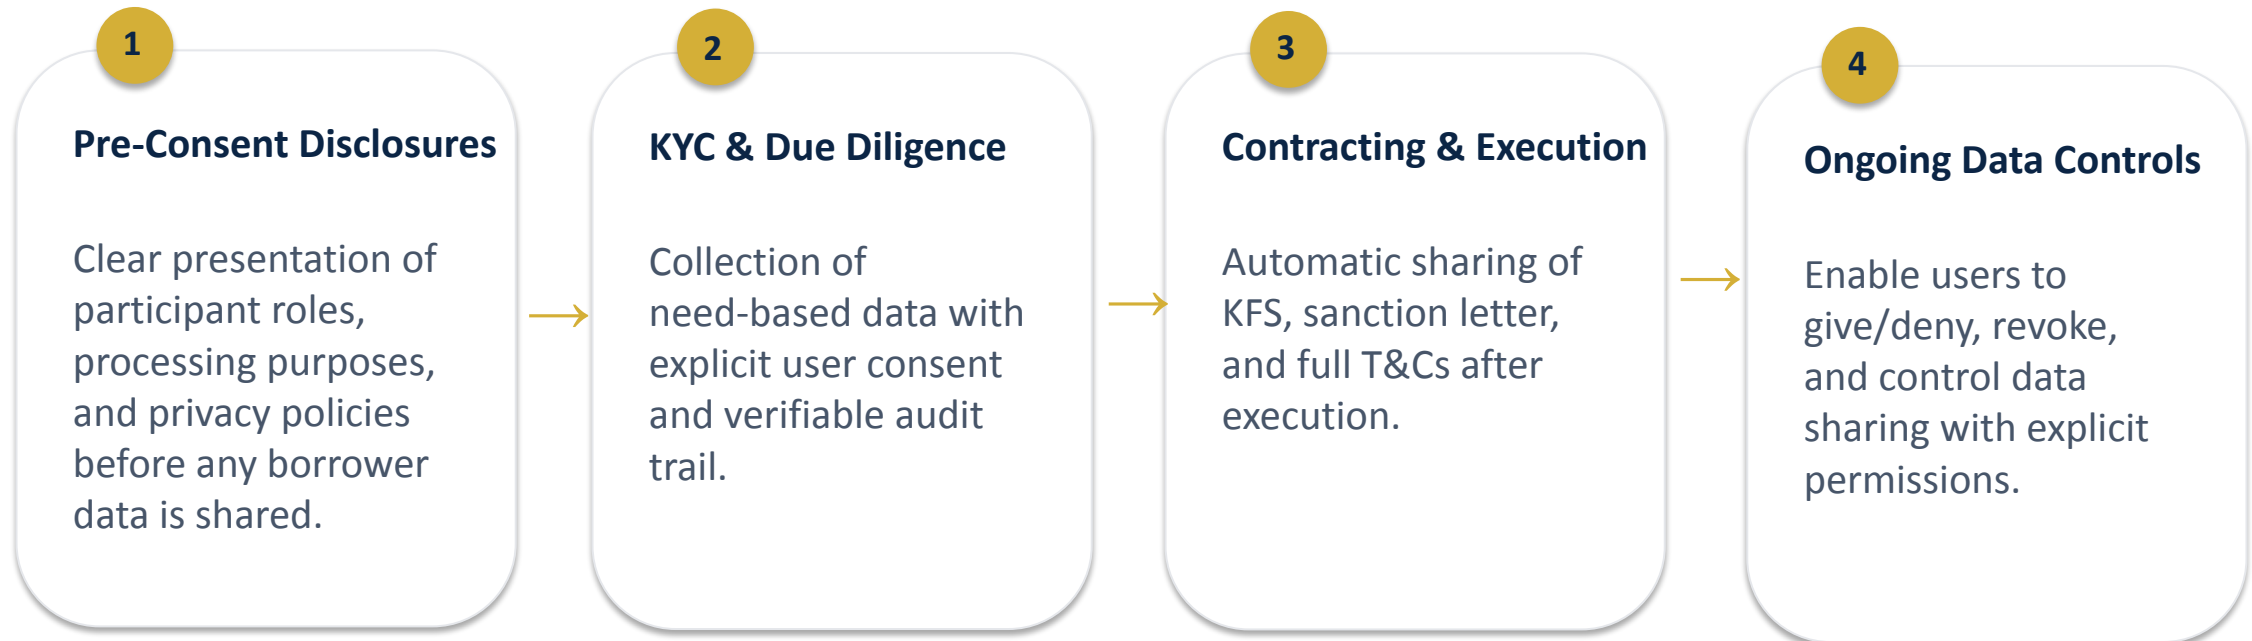 1
Pre-Consent Disclosures
Clear presentation of
participant roles,
processing purposes,
and privacy policies
before any borrower
data is shared.
→
2
KYC & Due Diligence
Collection of
need-based data with
explicit user consent
and verifiable audit
trail.
→
3
Contracting & Execution
Automatic sharing of
KFS, sanction letter,
and full T&Cs after
execution.
→
4
Ongoing Data Controls
Enable users to
give/deny, revoke,
and control data
sharing with explicit
permissions.